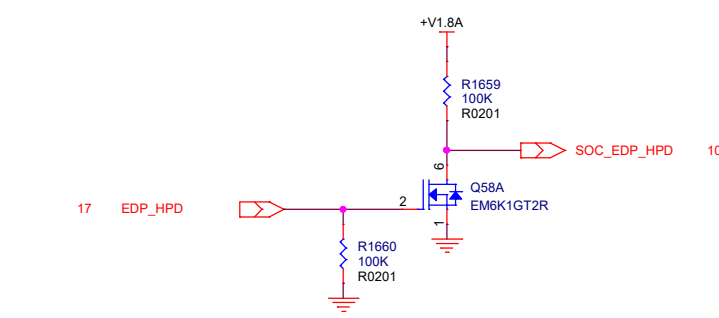 +V1.8A
R1659
100K
R0201
SOC_EDP_HPD 10
6
Q58A
EM6K1GT2R
2
1
17 EDP_HPD
R1660
100K
R0201